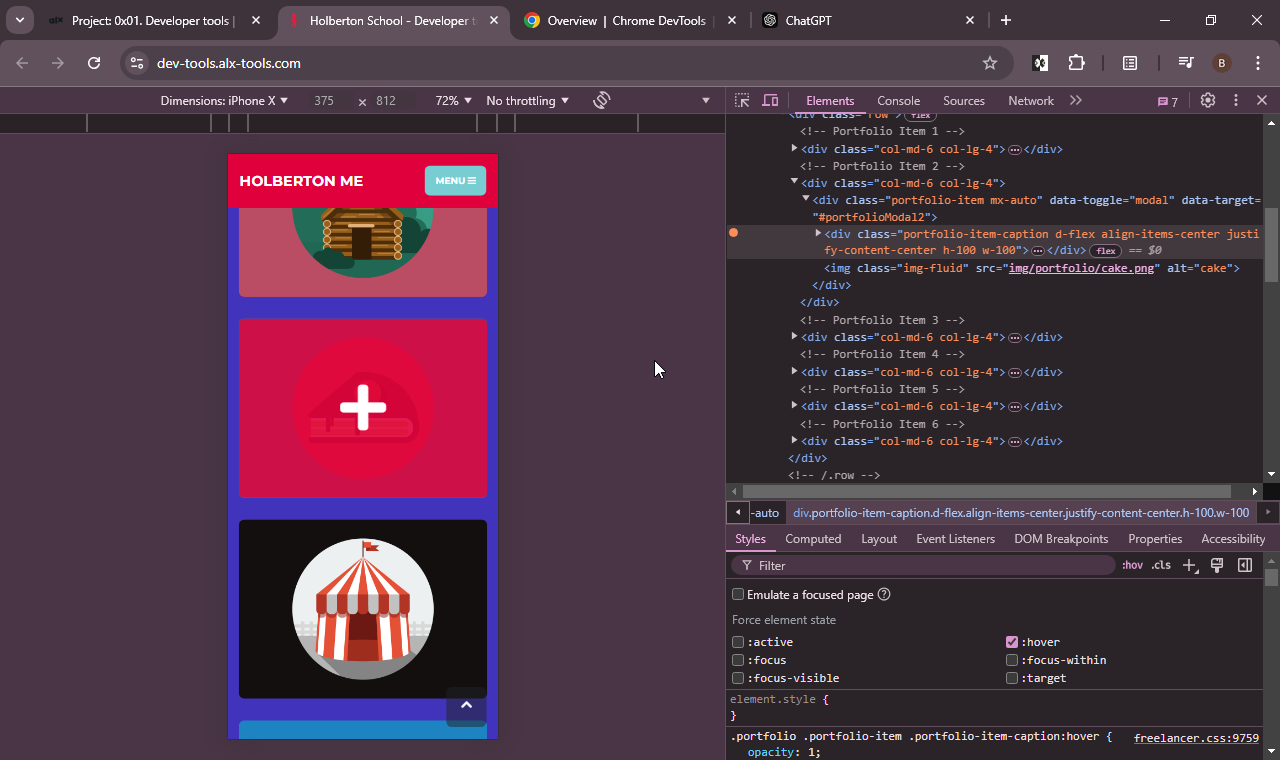 Project: 0x01. Developer tools |
Holberton School - Developer t
Overview | Chrome DevTools |
ChatGPT
dev-tools.alx-tools.com
B
Dimensions: iPhone X
375 × 812
72%
No throttling
Elements
Console
Sources
Network
7
HOLBERTON ME
MENU
<div class="row"> flex
<!-- Portfolio Item 1 -->
<div class="col-md-6 col-lg-4"> … </div>
<!-- Portfolio Item 2 -->
<div class="col-md-6 col-lg-4">
<div class="portfolio-item mx-auto" data-toggle="modal" data-target=
"#portfolioModal2">
<div class="portfolio-item-caption d-flex align-items-center justi
fy-content-center h-100 w-100"> … </div> flex == $0
<img class="img-fluid" src="img/portfolio/cake.png" alt="cake">
</div>
</div>
<!-- Portfolio Item 3 -->
<div class="col-md-6 col-lg-4"> … </div>
<!-- Portfolio Item 4 -->
<div class="col-md-6 col-lg-4"> … </div>
<!-- Portfolio Item 5 -->
<div class="col-md-6 col-lg-4"> … </div>
<!-- Portfolio Item 6 -->
<div class="col-md-6 col-lg-4"> … </div>
</div>
<!-- /.row -->
-auto
div.portfolio-item-caption.d-flex.align-items-center.justify-content-center.h-100.w-100
Styles
Computed
Layout
Event Listeners
DOM Breakpoints
Properties
Accessibility
Filter
:hov
.cls
Emulate a focused page
Force element state
:active
:hover
:focus
:focus-within
:focus-visible
:target
element.style {
}
.portfolio .portfolio-item .portfolio-item-caption:hover {
freelancer.css:9759
opacity: 1;